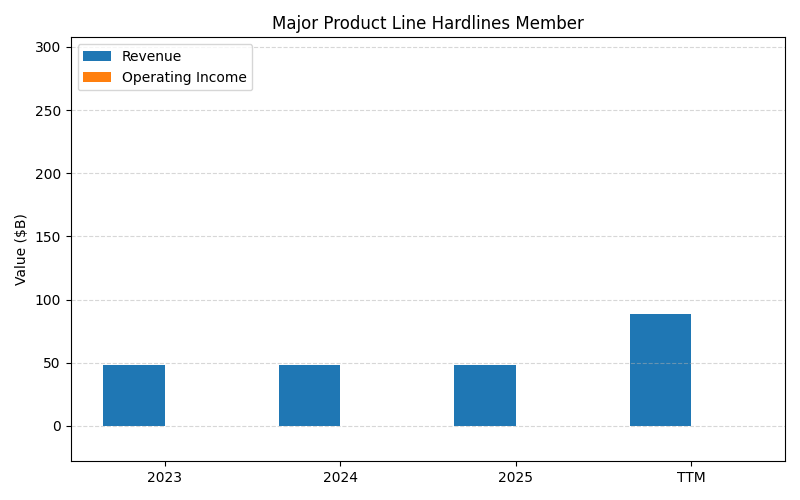 Major Product Line Hardlines Member
Revenue
Operating Income
Value ($B)
300
250
200
150
100
50
0
2023
2024
2025
TTM